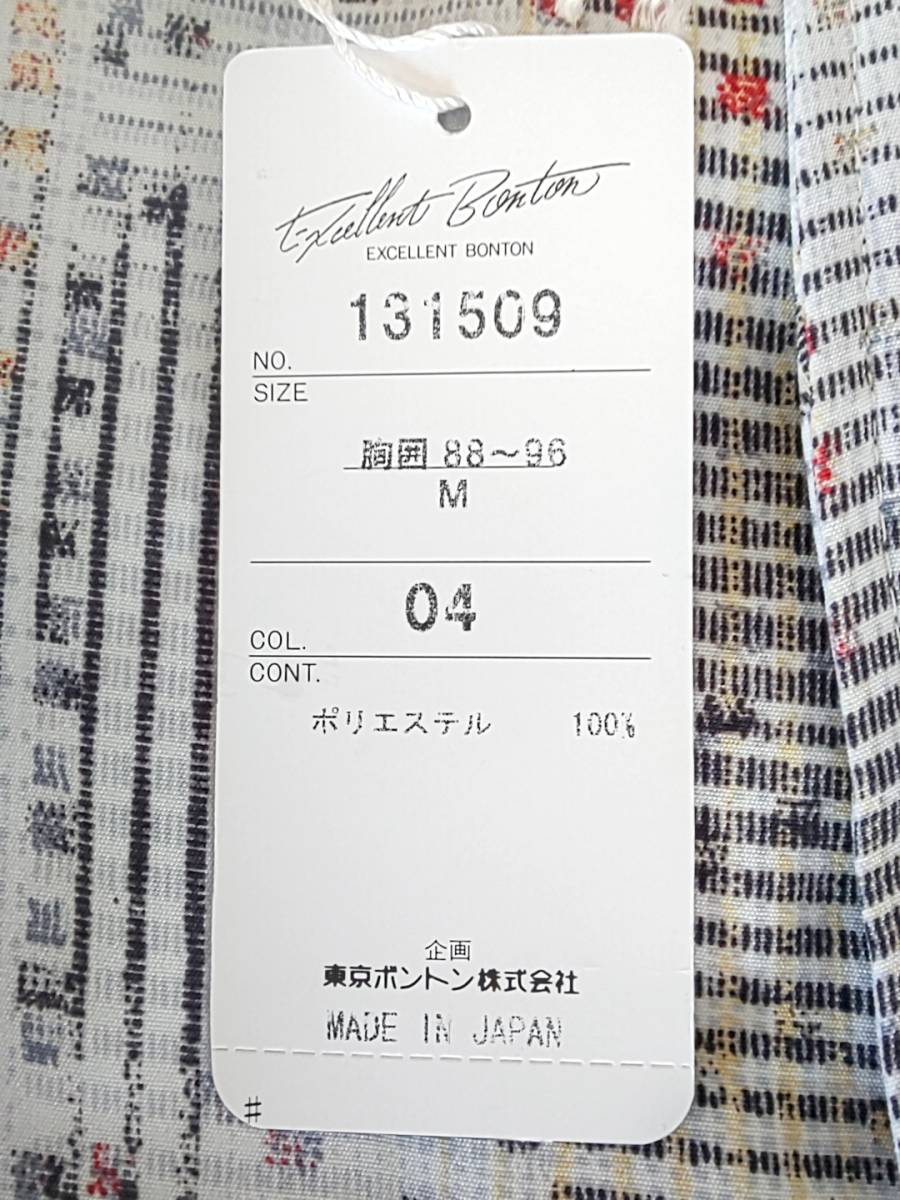 Excellent Bonton
EXCELLENT BONTON
131509
NO.
SIZE
胸囲 88〜96
M
04
COL.
CONT.
ポリエステル 100%
企画
東京ボントン株式会社
MADE IN JAPAN
#